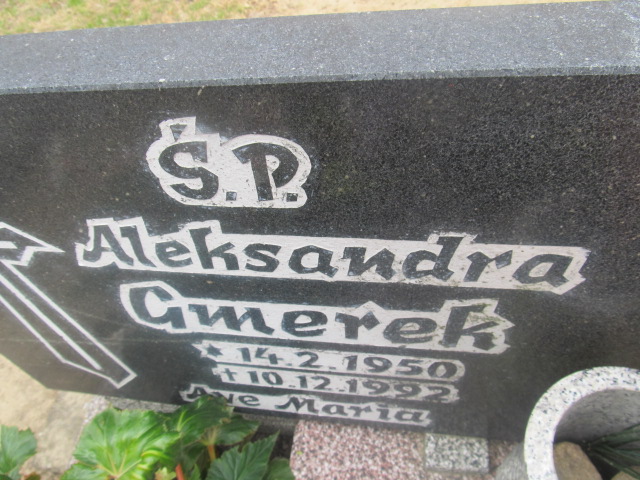 Ś.P.
Aleksandra
Gmerek
* 14.2.1950
† 10.12.1992
Ave Maria